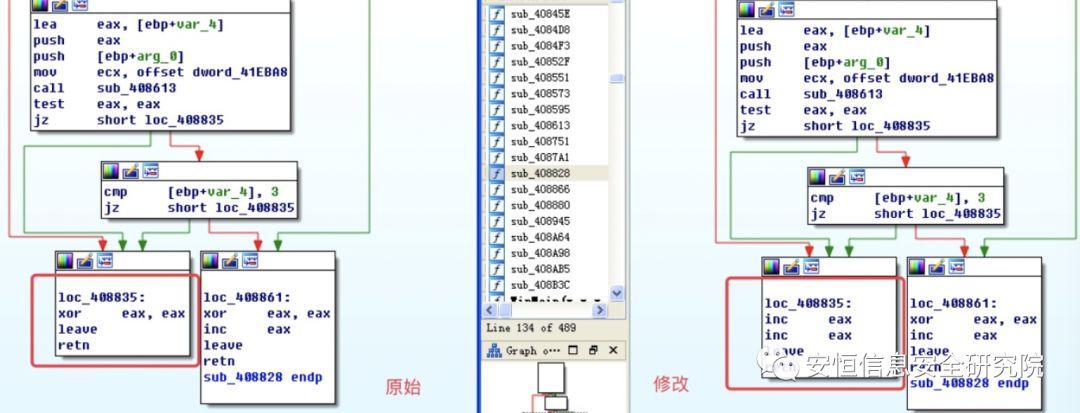 lea eax, [ebp+var_4]
push eax
push [ebp+arg_0]
mov ecx, offset dword_41EBA8
call sub_408613
test eax, eax
jz short loc_408835
cmp [ebp+var_4], 3
jz short loc_408835
loc_408835:
xor eax, eax
leave
retn
loc_408861:
xor eax, eax
inc eax
leave
retn
sub_408828 endp
原始
sub_40845E
sub_4084D8
sub_4084F3
sub_40852F
sub_408551
sub_408573
sub_408595
sub_408613
sub_408751
sub_4087A1
sub_408828
sub_408866
sub_408880
sub_408945
sub_408A64
sub_408A98
sub_408AB5
sub_408B3C
Line 134 of 489
Graph o...
lea eax, [ebp+var_4]
push eax
push [ebp+arg_0]
mov ecx, offset dword_41EBA8
call sub_408613
test eax, eax
jz short loc_408835
cmp [ebp+var_4], 3
jz short loc_408835
loc_408835:
inc eax
inc eax
leave
loc_408861:
xor eax, eax
inc eax
leave
retn
sub_408828 endp
修改
安恒信息安全研究院